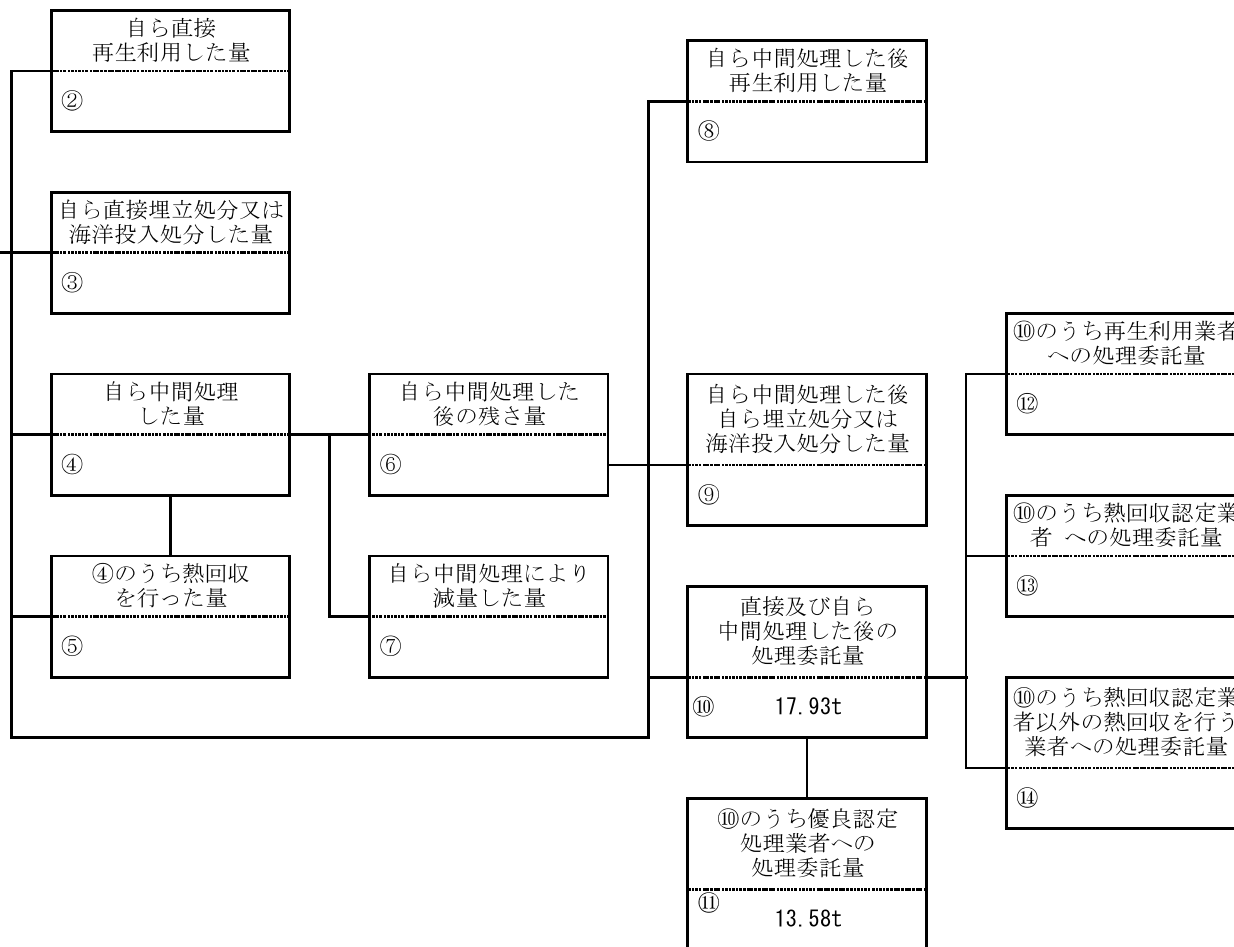 自ら直接
再生利用した量
②
自ら直接埋立処分又は
海洋投入処分した量
③
自ら中間処理
した量
④
④のうち熱回収
を行った量
⑤
自ら中間処理した
後の残さ量
⑥
自ら中間処理により
減量した量
⑦
自ら中間処理した後
再生利用した量
⑧
自ら中間処理した後
自ら埋立処分又は
海洋投入処分した量
⑨
直接及び自ら
中間処理した後の
処理委託量
⑩ 17.93t
⑩のうち優良認定
処理業者への
処理委託量
⑪ 13.58t
⑩のうち再生利用業者
への処理委託量
⑫
⑩のうち熱回収認定業
者 への処理委託量
⑬
⑩のうち熱回収認定業
者以外の熱回収を行う
業者への処理委託量
⑭